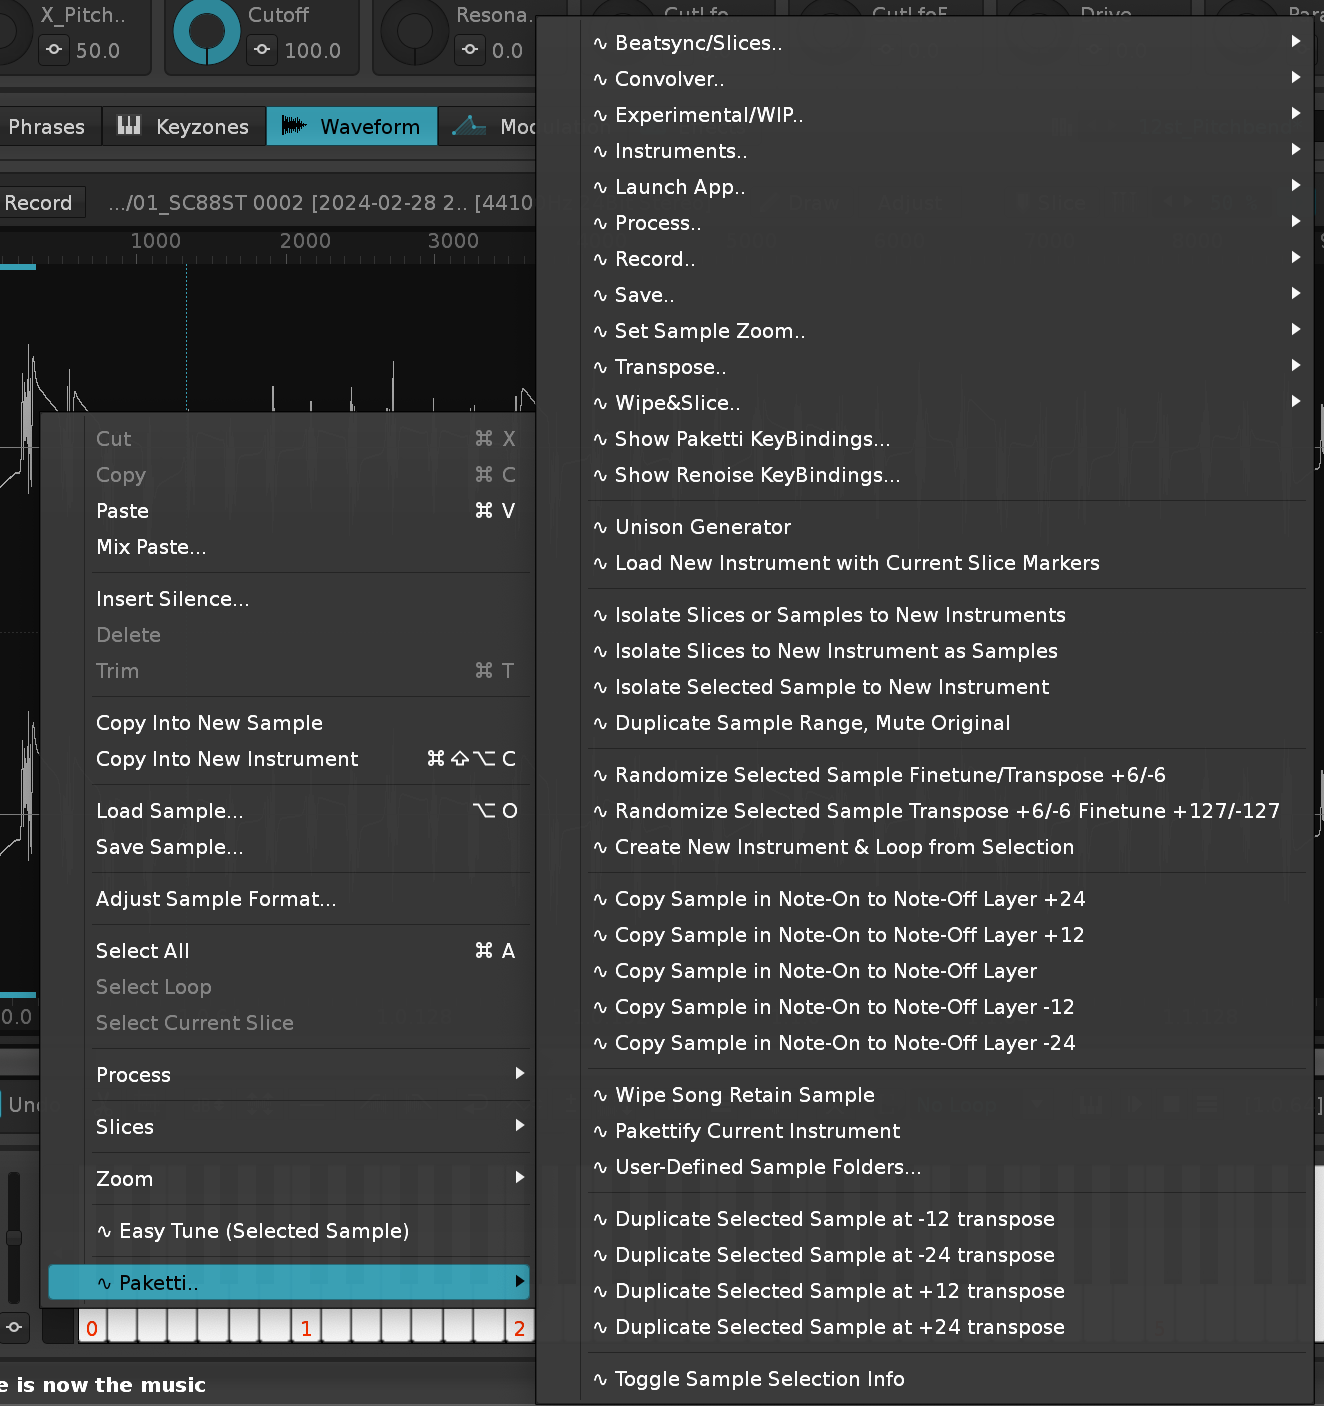 X_Pitch.. Cutoff Resona..
50.0 100.0 0.0
Phrases Keyzones Waveform
Record .../01_SC88ST 0002 [2024-02-28 2.. [4410
1000 2000 3000
Cut ⌘ X
Copy ⌘ C
Paste ⌘ V
Mix Paste...
Insert Silence...
Delete
Trim ⌘ T
Copy Into New Sample
Copy Into New Instrument ⌘⇧⌥ C
Load Sample... ⌥ O
Save Sample...
Adjust Sample Format...
Select All ⌘ A
Select Loop
Select Current Slice
Process
Slices
Zoom
∿ Easy Tune (Selected Sample)
∿ Paketti..
∿ Beatsync/Slices..
∿ Convolver..
∿ Experimental/WIP..
∿ Instruments..
∿ Launch App..
∿ Process..
∿ Record..
∿ Save..
∿ Set Sample Zoom..
∿ Transpose..
∿ Wipe&Slice..
∿ Show Paketti KeyBindings...
∿ Show Renoise KeyBindings...
∿ Unison Generator
∿ Load New Instrument with Current Slice Markers
∿ Isolate Slices or Samples to New Instruments
∿ Isolate Slices to New Instrument as Samples
∿ Isolate Selected Sample to New Instrument
∿ Duplicate Sample Range, Mute Original
∿ Randomize Selected Sample Finetune/Transpose +6/-6
∿ Randomize Selected Sample Transpose +6/-6 Finetune +127/-127
∿ Create New Instrument & Loop from Selection
∿ Copy Sample in Note-On to Note-Off Layer +24
∿ Copy Sample in Note-On to Note-Off Layer +12
∿ Copy Sample in Note-On to Note-Off Layer
∿ Copy Sample in Note-On to Note-Off Layer -12
∿ Copy Sample in Note-On to Note-Off Layer -24
∿ Wipe Song Retain Sample
∿ Pakettify Current Instrument
∿ User-Defined Sample Folders...
∿ Duplicate Selected Sample at -12 transpose
∿ Duplicate Selected Sample at -24 transpose
∿ Duplicate Selected Sample at +12 transpose
∿ Duplicate Selected Sample at +24 transpose
∿ Toggle Sample Selection Info
0.0
0 1 2
e is now the music